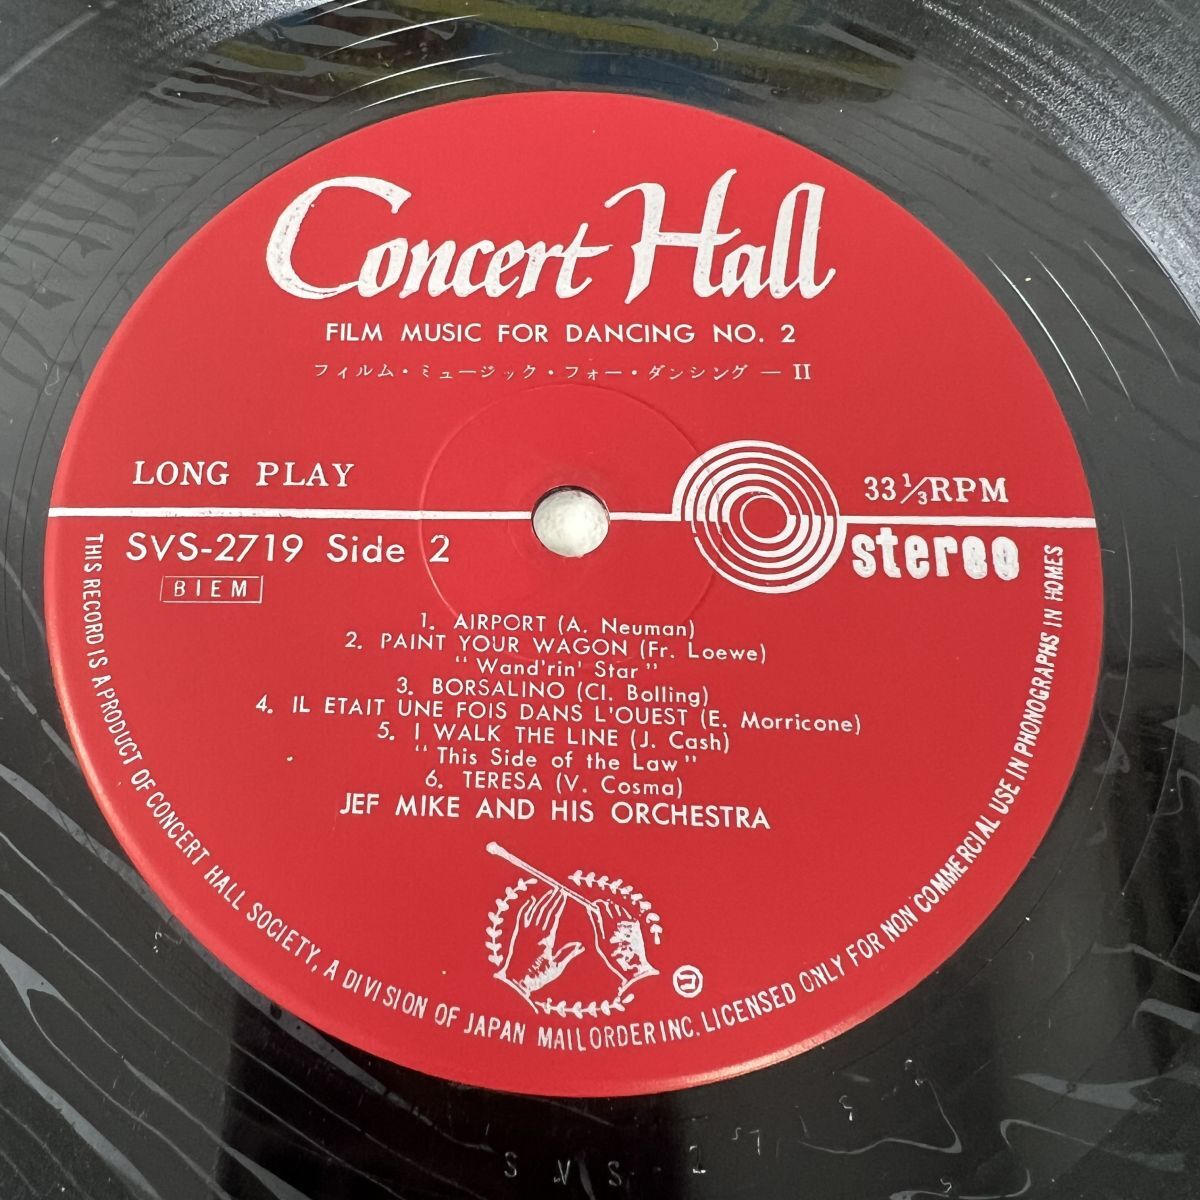 Concert Hall
FILM MUSIC FOR DANCING NO. 2
フィルム・ミュージック・フォー・ダンシング — II
LONG PLAY
33⅓RPM
SVS-2719 Side 2
stereo
BIEM
1. AIRPORT (A. Neuman)
2. PAINT YOUR WAGON (Fr. Loewe)
"Wand'rin' Star"
3. BORSALINO (Cl. Bolling)
4. IL ETAIT UNE FOIS DANS L'OUEST (E. Morricone)
5. I WALK THE LINE (J. Cash)
"This Side of the Law"
6. TERESA (V. Cosma)
JEF MIKE AND HIS ORCHESTRA
コ
THIS RECORD IS A PRODUCT OF CONCERT HALL SOCIETY, A DIVISION OF JAPAN MAIL ORDER INC. LICENSED ONLY FOR NON COMMERCIAL USE IN PHONOGRAPHS IN HOMES